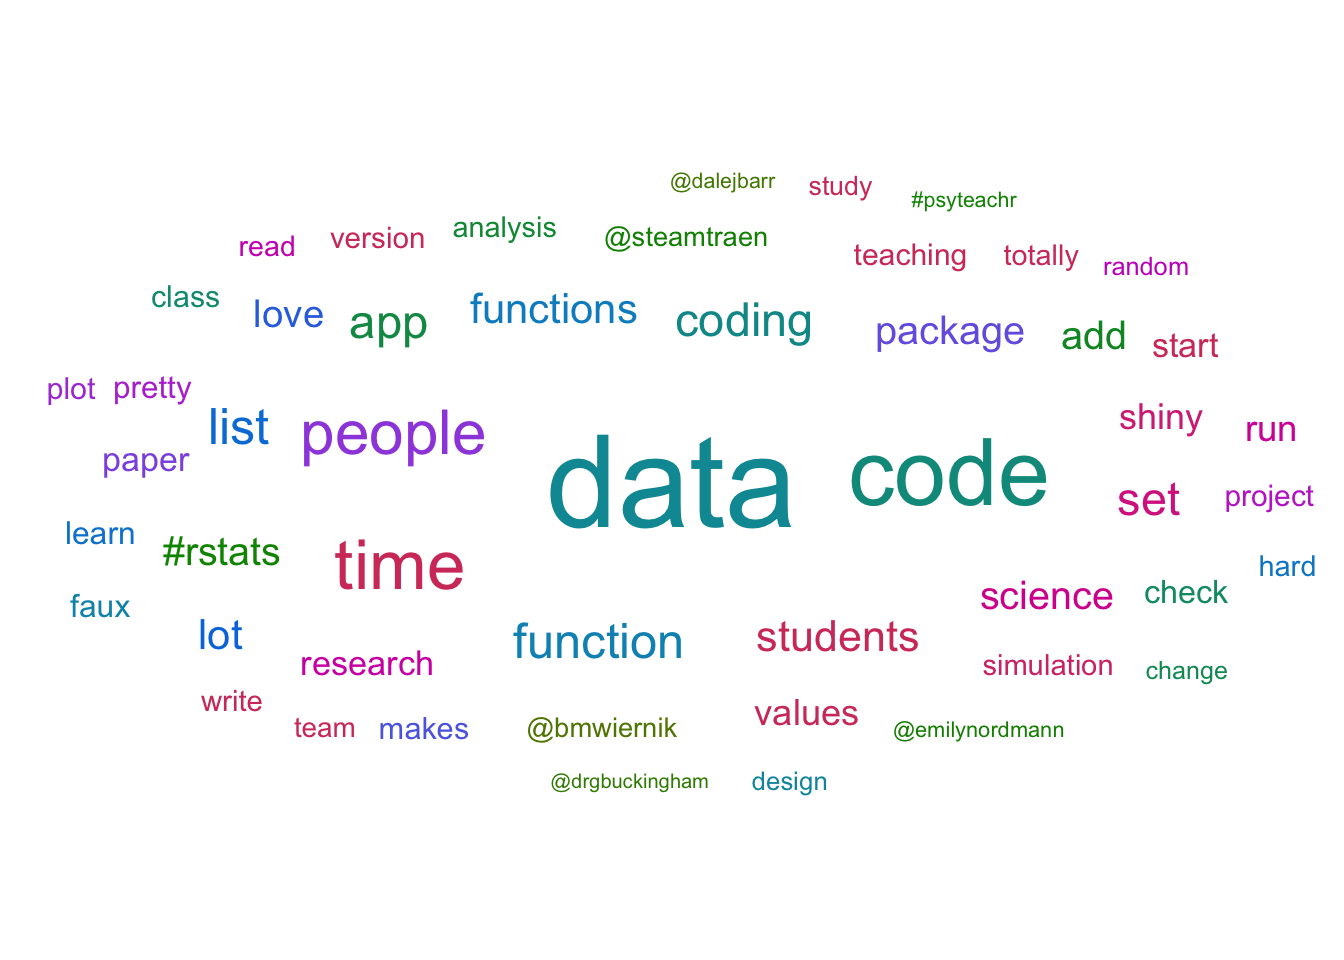 @dalejbarr
study
#psyteachr
read
version
analysis
@steamtraen
teaching
totally
random
class
love
app
functions
coding
package
add
start
plot
pretty
list
people
data
code
shiny
run
paper
set
project
learn
#rstats
time
science
check
hard
faux
lot
research
function
students
simulation
change
write
team
makes
@bmwiernik
values
@emilynordmann
@drgbuckingham
design